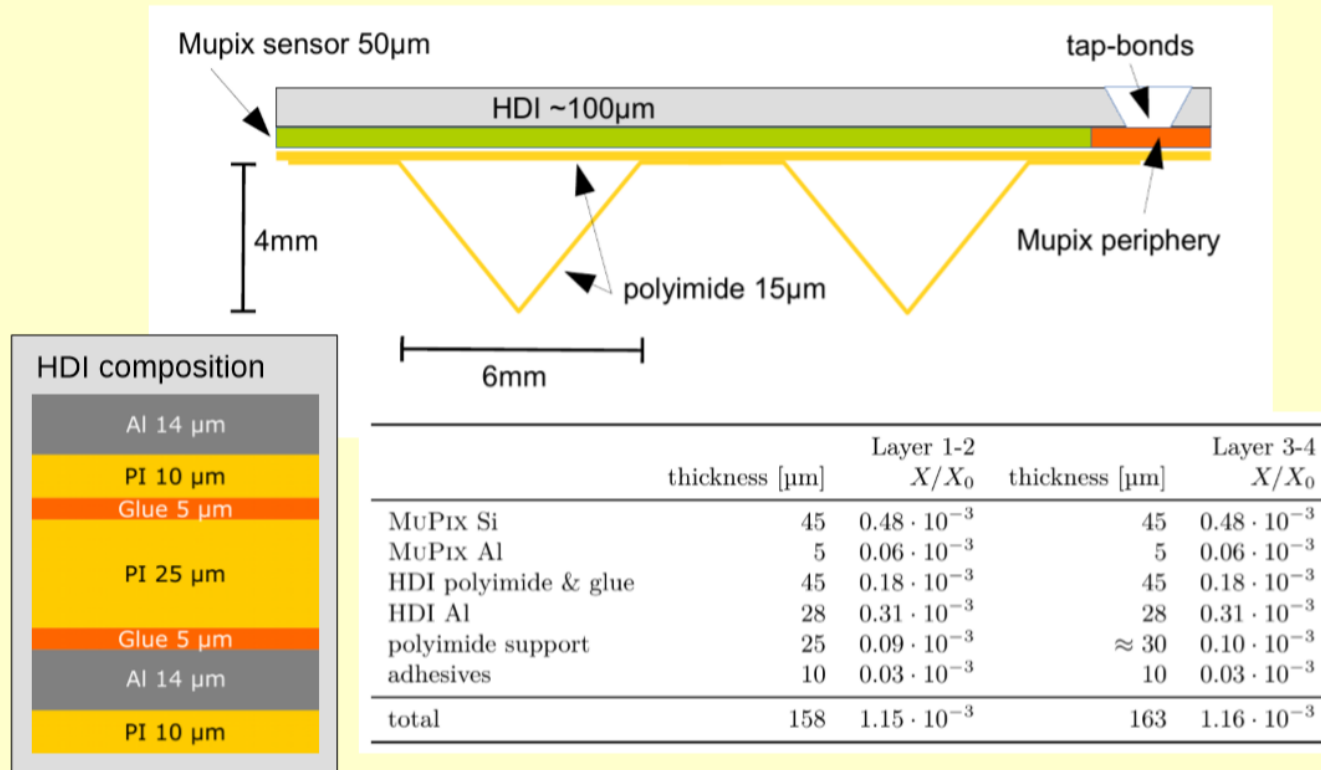 Mupix sensor 50µm
tap-bonds
HDI ~100µm
4mm
Mupix periphery
polyimide 15µm
6mm
HDI composition
Al 14 µm
PI 10 µm
Glue 5 µm
PI 25 µm
Glue 5 µm
Al 14 µm
PI 10 µm
Layer 1-2 Layer 3-4
thickness [µm] X/X₀ thickness [µm] X/X₀
MUPIX Si 45 0.48 · 10⁻³ 45 0.48 · 10⁻³
MUPIX Al 5 0.06 · 10⁻³ 5 0.06 · 10⁻³
HDI polyimide & glue 45 0.18 · 10⁻³ 45 0.18 · 10⁻³
HDI Al 28 0.31 · 10⁻³ 28 0.31 · 10⁻³
polyimide support 25 0.09 · 10⁻³ ≈ 30 0.10 · 10⁻³
adhesives 10 0.03 · 10⁻³ 10 0.03 · 10⁻³
total 158 1.15 · 10⁻³ 163 1.16 · 10⁻³